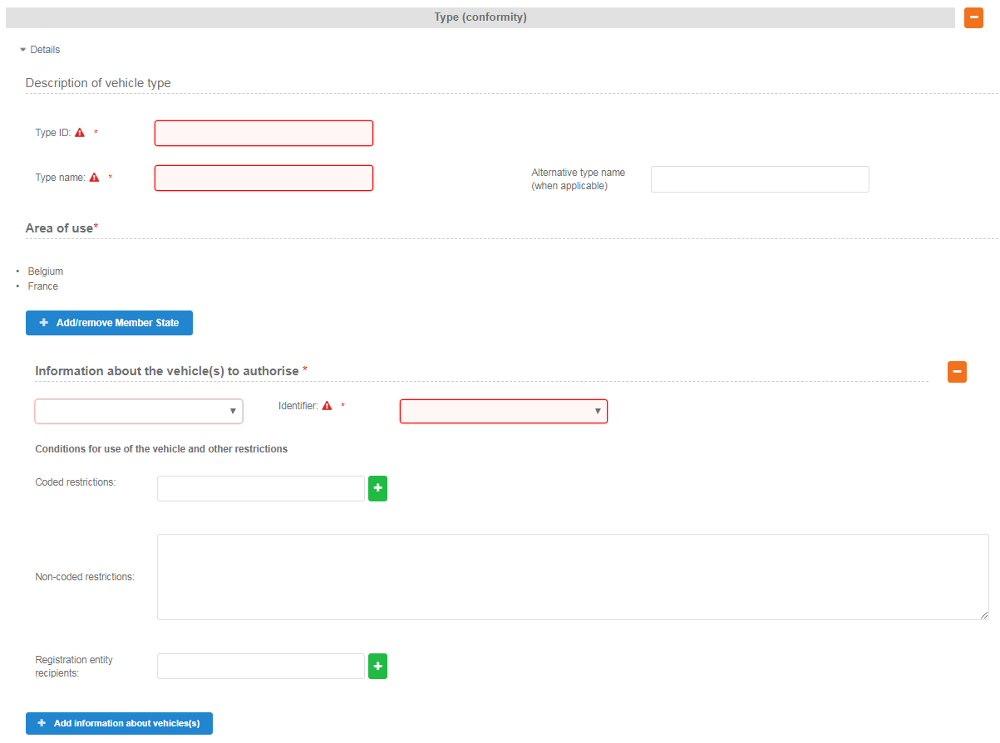 Type (conformity)
Details
Description of vehicle type
Type ID: *
Type name: *
Alternative type name
(when applicable)
Area of use*
• Belgium
• France
Add/remove Member State
Information about the vehicle(s) to authorise *
Identifier: *
Conditions for use of the vehicle and other restrictions
Coded restrictions:
Non-coded restrictions:
Registration entity
recipients:
Add information about vehicles(s)